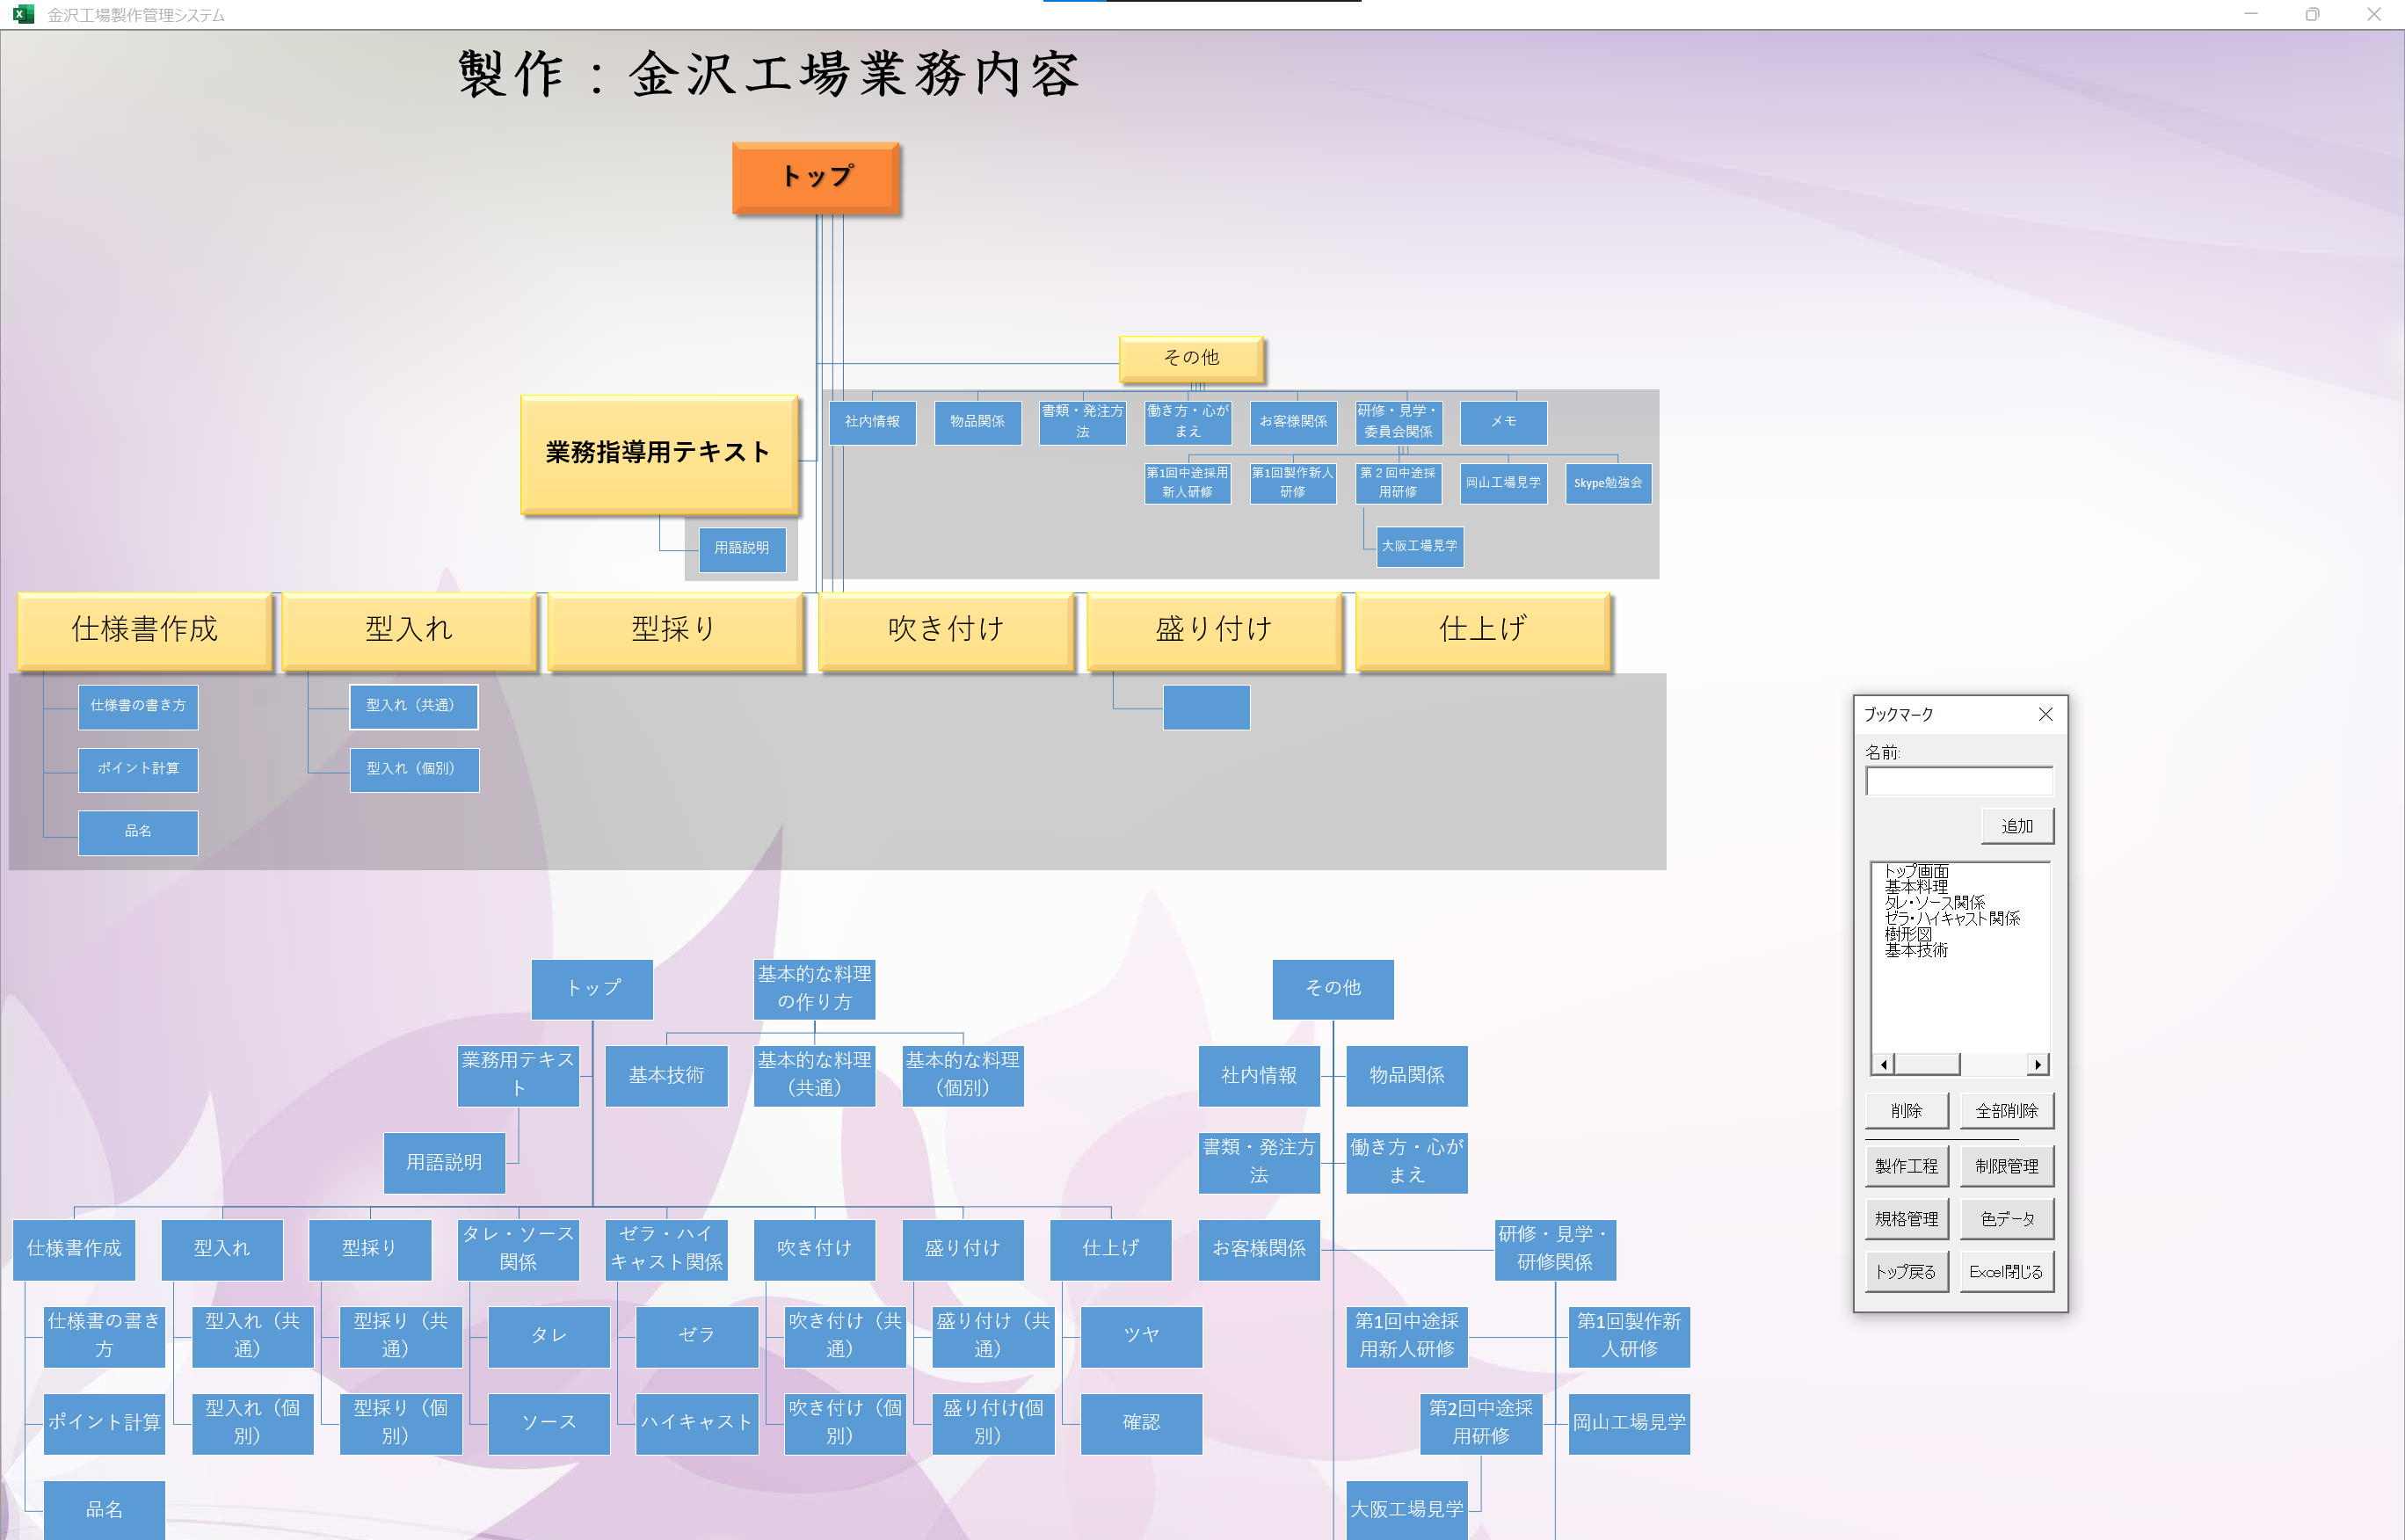 金沢工場製作管理システム
製作：金沢工場業務内容
トップ
その他
社内情報
物品関係
書類・発注方
法
働き方・心が
まえ
お客様関係
研修・見学・
委員会関係
メモ
業務指導用テキスト
第1回中途採用
新人研修
第1回製作新人
研修
第２回中途採
用研修
岡山工場見学
Skype勉強会
用語説明
大阪工場見学
仕様書作成
型入れ
型採り
吹き付け
盛り付け
仕上げ
仕様書の書き方
型入れ（共通）
ポイント計算
型入れ（個別）
品名
ブックマーク
名前:
追加
トップ画面
基本料理
タレ・ソース関係
ゼラ・ハイキャスト関係
樹形図
基本技術
削除
全部削除
製作工程
制限管理
規格管理
色データ
トップ戻る
Excel閉じる
トップ
基本的な料理
の作り方
その他
業務用テキス
ト
基本技術
基本的な料理
（共通）
基本的な料理
（個別）
社内情報
物品関係
用語説明
書類・発注方
法
働き方・心が
まえ
仕様書作成
型入れ
型採り
タレ・ソース
関係
ゼラ・ハイ
キャスト関係
吹き付け
盛り付け
仕上げ
お客様関係
研修・見学・
研修関係
仕様書の書き
方
型入れ（共
通）
型採り（共
通）
タレ
ゼラ
吹き付け（共
通）
盛り付け（共
通）
ツヤ
第1回中途採
用新人研修
第1回製作新
人研修
ポイント計算
型入れ（個
別）
型採り（個
別）
ソース
ハイキャスト
吹き付け（個
別）
盛り付け(個
別）
確認
第2回中途採
用研修
岡山工場見学
品名
大阪工場見学